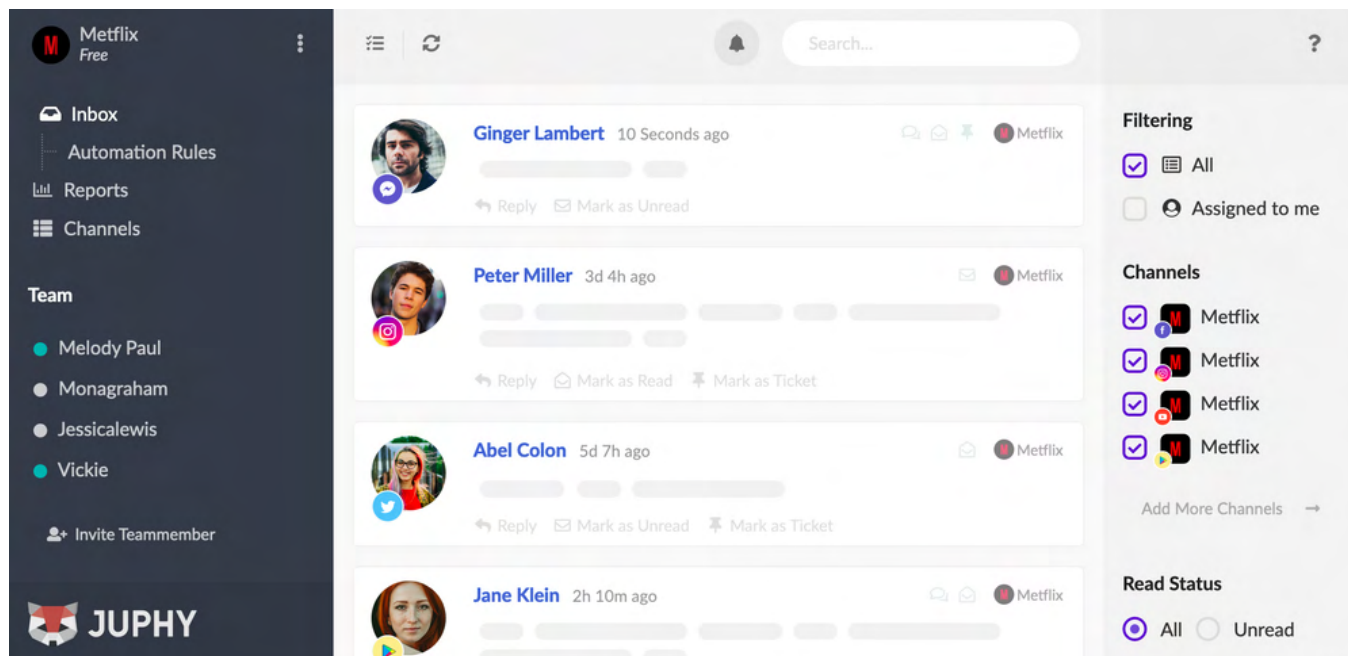 Metflix
Free
Inbox
Automation Rules
Reports
Channels
Team
Melody Paul
Monagraham
Jessicalewis
Vickie
Invite Teammember
JUPHY
Search...
?
Ginger Lambert 10 Seconds ago Metflix
Reply Mark as Unread
Peter Miller 3d 4h ago Metflix
Reply Mark as Read Mark as Ticket
Abel Colon 5d 7h ago Metflix
Reply Mark as Unread Mark as Ticket
Jane Klein 2h 10m ago Metflix
Filtering
All
Assigned to me
Channels
Metflix
Metflix
Metflix
Metflix
Add More Channels →
Read Status
All Unread